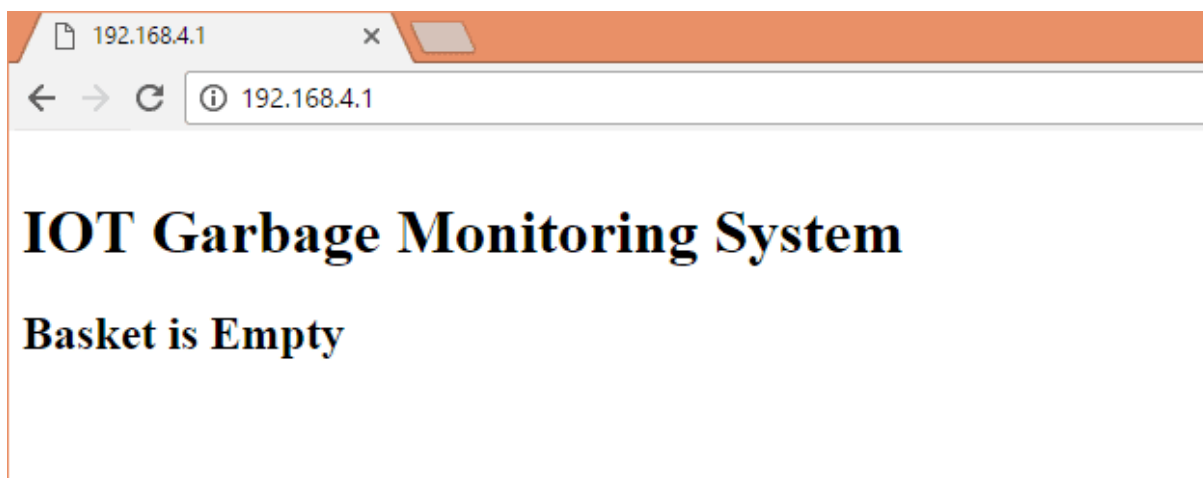 192.168.4.1
192.168.4.1
IOT Garbage Monitoring System
Basket is Empty